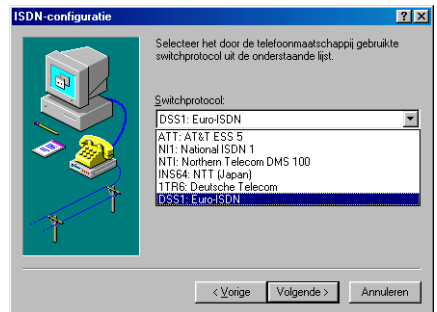 ISDN-configuratie
Selecteer het door de telefoonmaatschappij gebruikte
switchprotocol uit de onderstaande lijst.
Switchprotocol:
DSS1: Euro-ISDN
ATT: AT&T ESS 5
NI1: National ISDN 1
NTI: Northern Telecom DMS 100
INS64: NTT (Japan)
1TR6: Deutsche Telecom
DSS1: Euro-ISDN
< Vorige
Volgende >
Annuleren